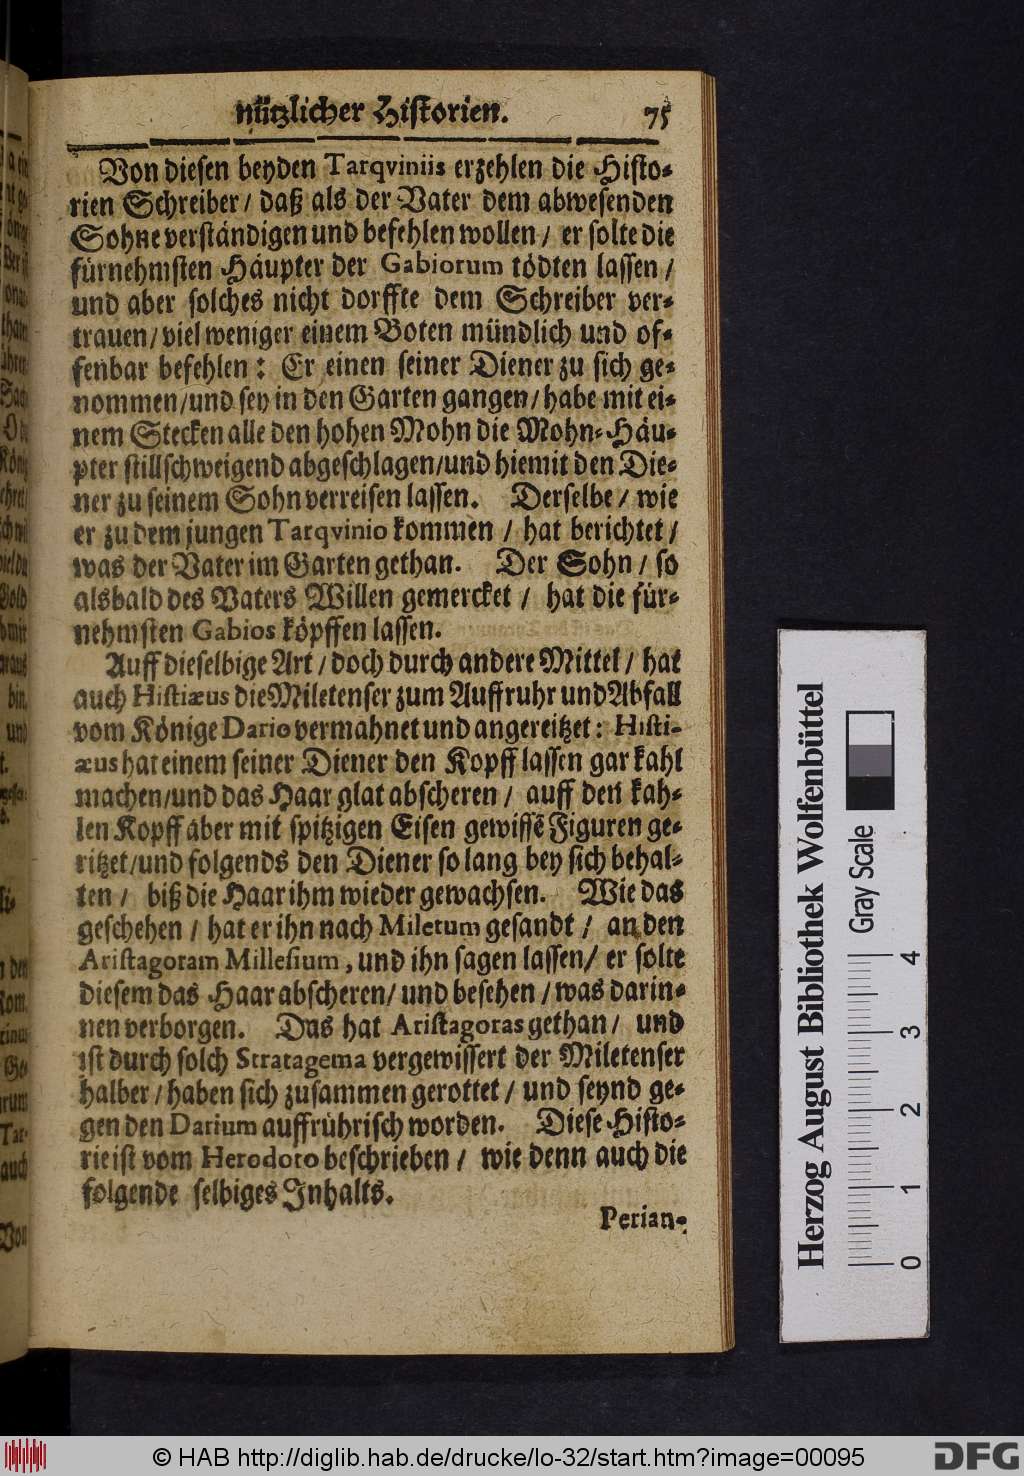 nützlicher Historien. 75
Von diesen beyden Tarqviniis erzehlen die Histo-
rien Schreiber / daß als der Vater dem abwesenden
Sohne verständigen und befehlen wollen / er solte die
fürnehmsten Häupter der Gabiorum tödten lassen /
und aber solches nicht dorffte dem Schreiber ver-
trauen / viel weniger einem Boten mündlich und of-
fenbar befehlen: Er einen seiner Diener zu sich ge-
nommen / und sey in den Garten gangen / habe mit ei-
nem Stecken alle den hohen Mohn die Mohn-Häu-
pter stillschweigend abgeschlagen / und hiemit den Die-
ner zu seinem Sohn verreisen lassen. Derselbe / wie
er zu dem jungen Tarqvinio kommen / hat berichtet /
was der Vater im Garten gethan. Der Sohn / so
alsbald des Vaters Willen gemercket / hat die für-
nehmsten Gabios köpffen lassen.
Auff dieselbige Art / doch durch andere Mittel / hat
auch Histiæus die Miletenser zum Auffruhr und Abfall
vom Könige Dario vermahnet und angereitzet: Histi-
æus hat einem seiner Diener den Kopff lassen gar kahl
machen / und das Haar glat abscheren / auff den kah-
len Kopff aber mit spitzigen Eisen gewissẽ Figuren ge-
ritzet / und folgends den Diener so lang bey sich behal-
ten / biß die Haar ihm wieder gewachsen. Wie das
geschehen / hat er ihn nach Miletum gesandt / an den
Aristagoram Millesium, und ihn sagen lassen / er solte
diesem das Haar abscheren / und besehen / was darin-
nen verborgen. Das hat Aristagoras gethan / und
ist durch solch Stratagema vergewissert der Miletenser
halber / haben sich zusammen gerottet / und seynd ge-
gen den Darium auffrührisch worden. Diese Histo-
rie ist vom Herodoto beschrieben / wie denn auch die
folgende selbiges Inhalts.
Perian-
Herzog August Bibliothek Wolfenbüttel
Gray Scale
0 1 2 3 4
© HAB http://diglib.hab.de/drucke/lo-32/start.htm?image=00095
DFG